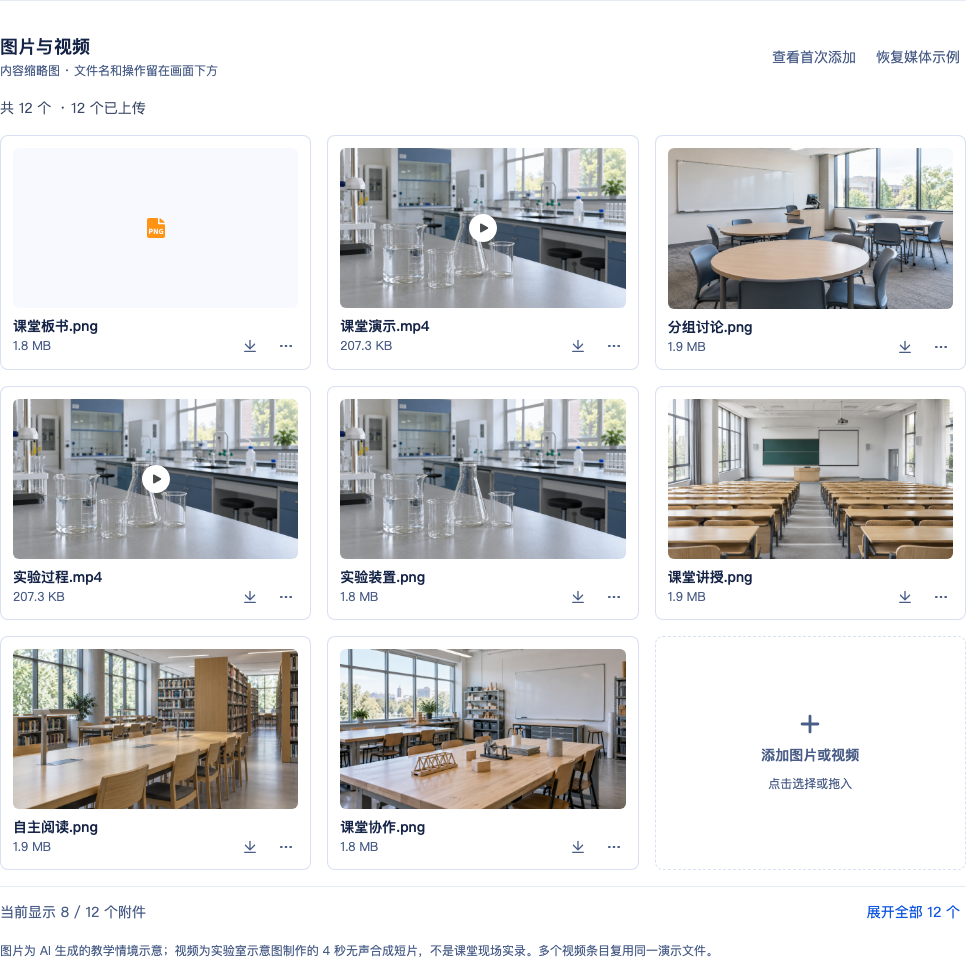 图片与视频
查看首次添加 恢复媒体示例
内容缩略图 · 文件名和操作留在画面下方
共 12 个 · 12 个已上传
PNG
课堂板书.png
1.8 MB
课堂演示.mp4
207.3 KB
分组讨论.png
1.9 MB
实验过程.mp4
207.3 KB
实验装置.png
1.8 MB
课堂讲授.png
1.9 MB
自主阅读.png
1.9 MB
课堂协作.png
1.8 MB
添加图片或视频
点击选择或拖入
当前显示 8 / 12 个附件
展开全部 12 个
图片为 AI 生成的教学情境示意；视频为实验室示意图制作的 4 秒无声合成短片，不是课堂现场实录。多个视频条目复用同一演示文件。